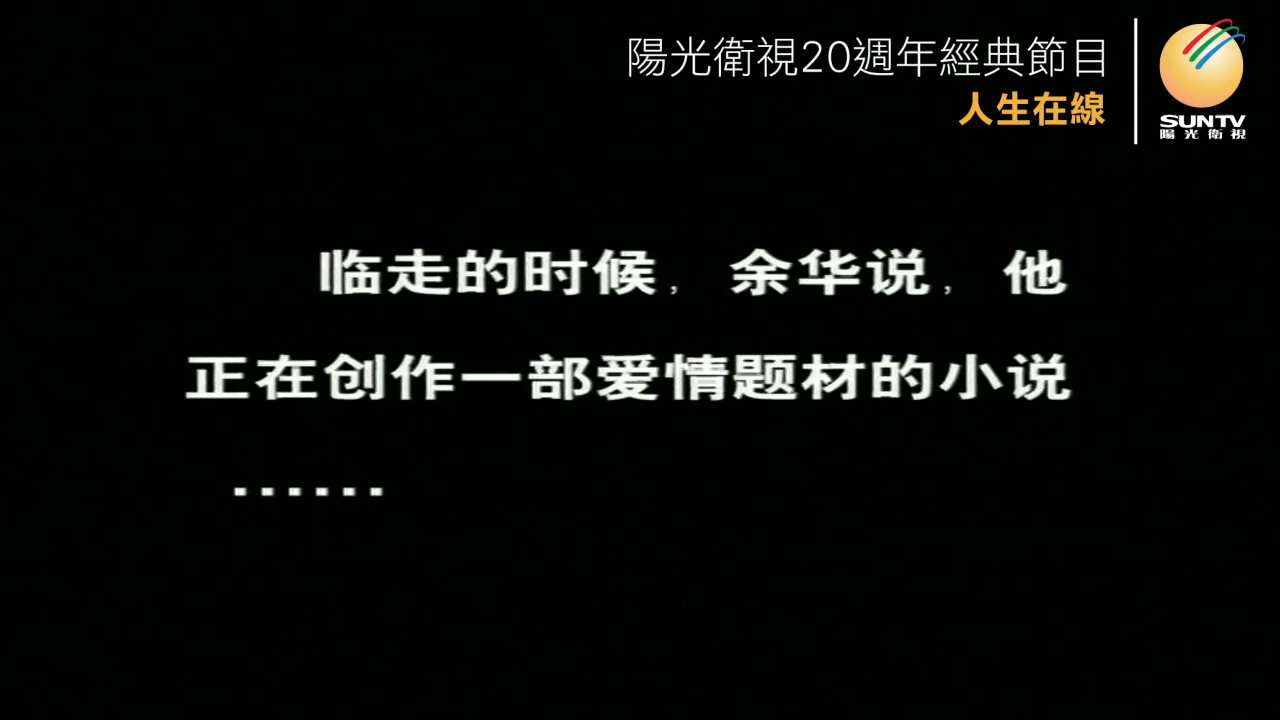 陽光衛視20週年經典節目
人生在線
SUNTV
陽光衛視
临走的时候，余华说，他
正在创作一部爱情题材的小说
……